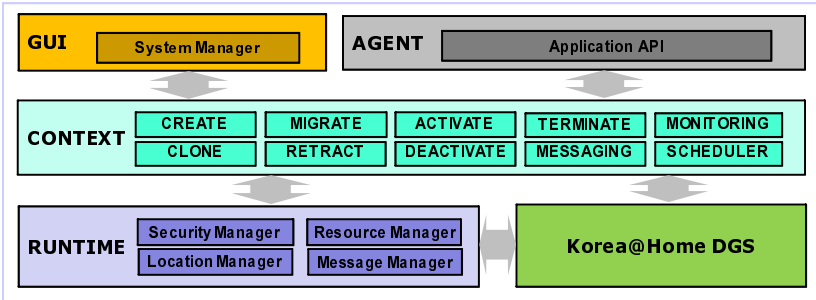 GUI
System Manager
AGENT
Application API
CONTEXT
CREATE MIGRATE ACTIVATE TERMINATE MONITORING
CLONE RETRACT DEACTIVATE MESSAGING SCHEDULER
RUNTIME
Security Manager Resource Manager
Location Manager Message Manager
Korea@Home DGS